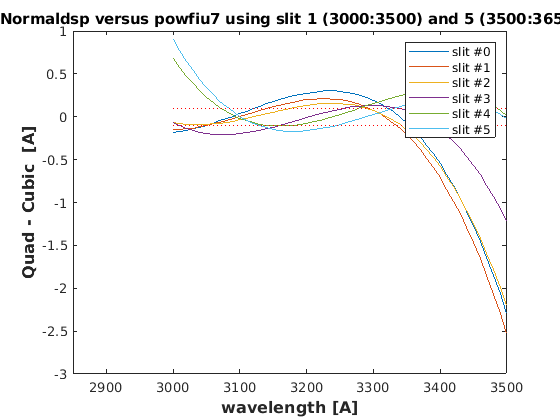 Normaldsp versus powfiu7 using slit 1 (3000:3500) and 5 (3500:365
1
0.5
0
-0.5
-1
-1.5
-2
-2.5
-3
Quad - Cubic [A]
slit #0
slit #1
slit #2
slit #3
slit #4
slit #5
2900 3000 3100 3200 3300 3400 3500
wavelength [A]